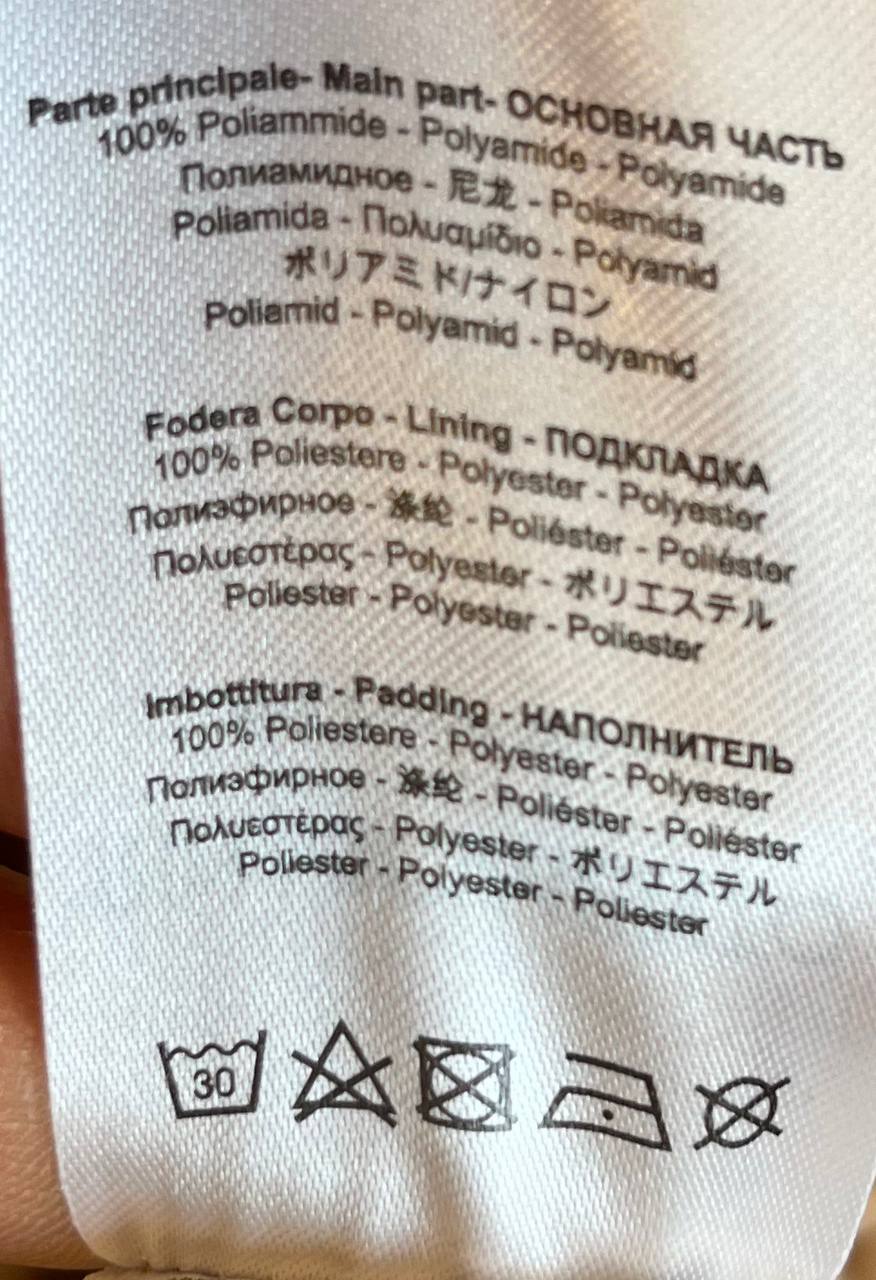 Parte principale- Main part- ОСНОВНАЯ ЧАСТЬ
100% Poliammide - Polyamide - Polyamide
Полиамидное - 尼龙 - Poliamida
Poliamida - Πολυαμίδιο - Polyamid
ポリアミド/ナイロン
Poliamid - Polyamid - Polyamid
Fodera Corpo - Lining - ПОДКЛАДКА
100% Poliestere - Polyester - Polyester
Полиэфирное - 涤纶 - Poliéster - Poliéster
Πολυεστέρας - Polyester - ポリエステル
Poliester - Polyester - Poliester
Imbottitura - Padding - НАПОЛНИТЕЛЬ
100% Poliestere - Polyester - Polyester
Полиэфирное - 涤纶 - Poliéster - Poliéster
Πολυεστέρας - Polyester - ポリエステル
Poliester - Polyester - Poliester
30